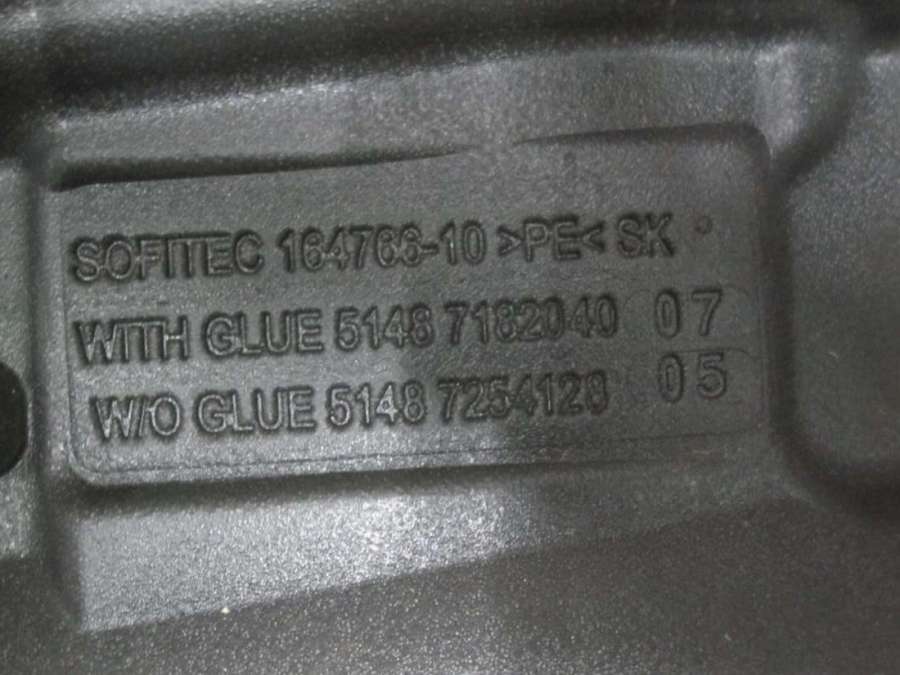 SOFITEC 164766-10 >PE< SK
WITH GLUE 5148 7182040 07
W/O GLUE 5148 7254128 05